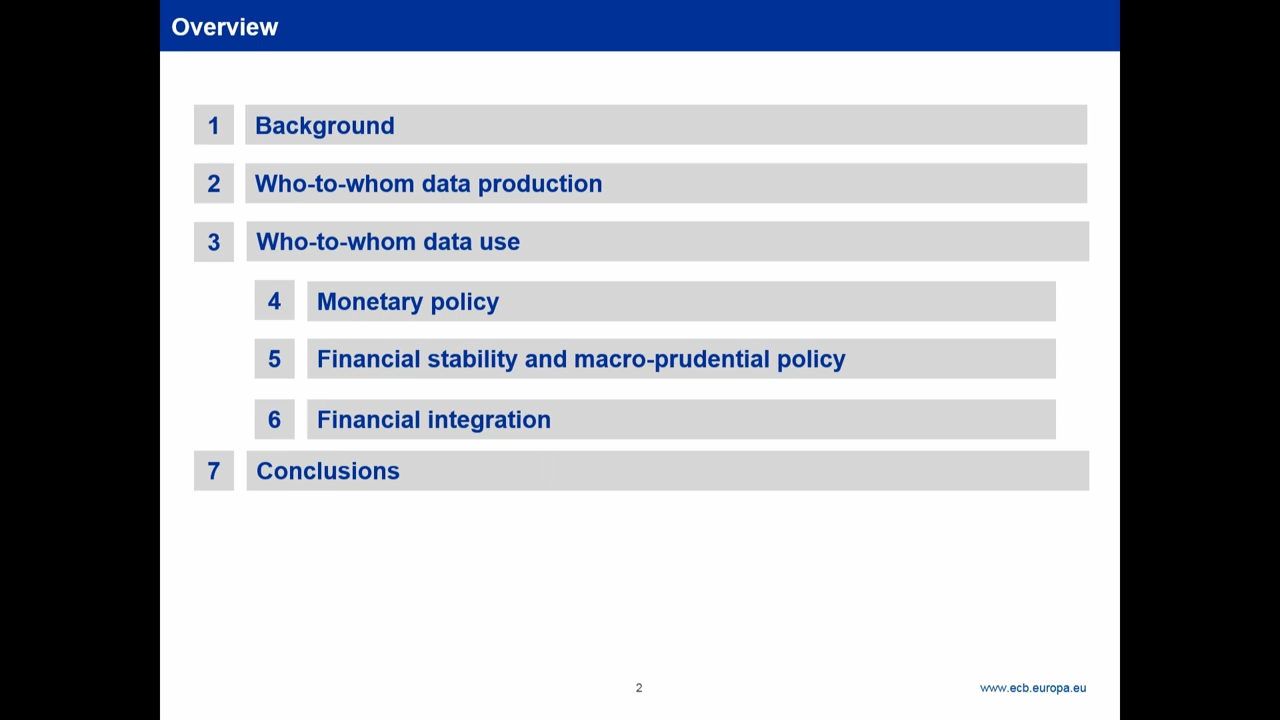 Overview
1 Background
2 Who-to-whom data production
3 Who-to-whom data use
4 Monetary policy
5 Financial stability and macro-prudential policy
6 Financial integration
7 Conclusions
2
www.ecb.europa.eu